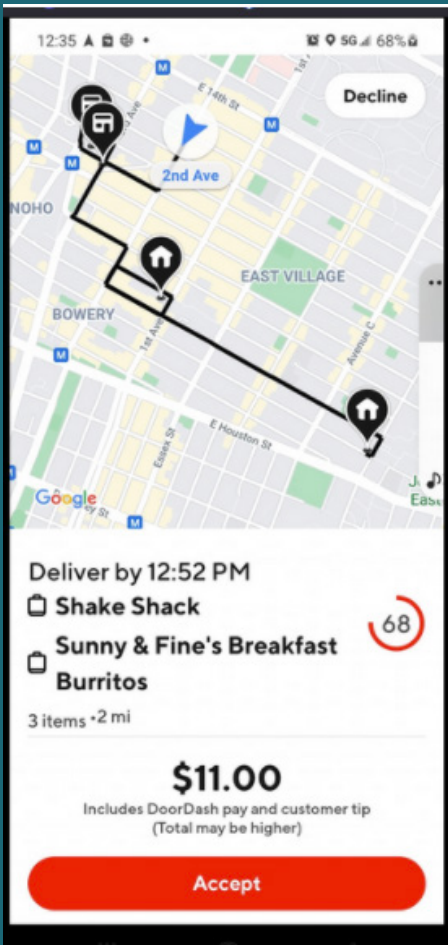 12:35
5G 68%
Decline
E 14th St
M
M
2nd Ave
M
M
NOHO
EAST VILLAGE
BOWERY
1st Ave
Avenue C
M
E Houston St
Essex St
Google
East
M
Deliver by 12:52 PM
Shake Shack
68
Sunny & Fine's Breakfast
Burritos
3 items • 2 mi
$11.00
Includes DoorDash pay and customer tip
(Total may be higher)
Accept